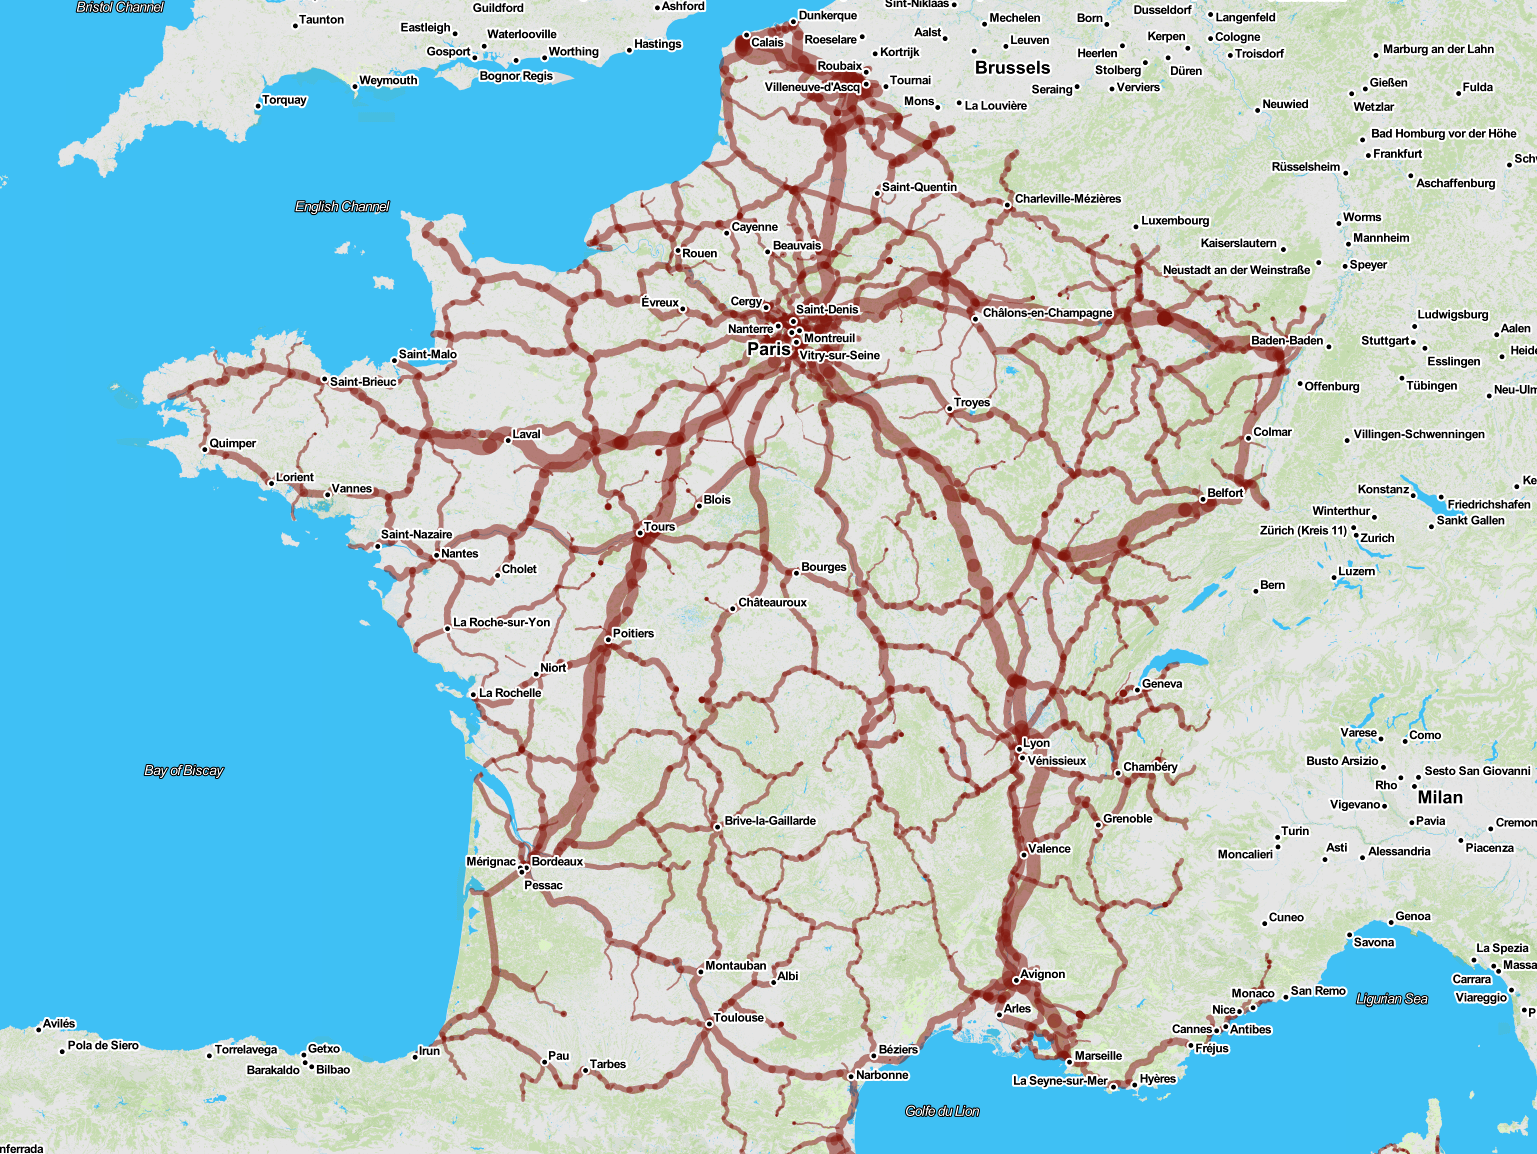 Bristol Channel
Taunton
Guildford
Ashford
Eastleigh
Waterlooville
Gosport
Worthing
Hastings
Bognor Regis
Weymouth
Torquay
Dunkerque
Calais
Roeselare
Sint-Niklaas
Aalst
Kortrijk
Roubaix
Tournai
Villeneuve-d'Ascq
Mons
La Louvière
Mechelen
Leuven
Brussels
Born
Dusseldorf
Langenfeld
Kerpen
Cologne
Heerlen
Troisdorf
Stolberg
Düren
Seraing
Verviers
Marburg an der Lahn
Gießen
Fulda
Wetzlar
Neuwied
Bad Homburg vor der Höhe
Frankfurt
Rüsselsheim
Aschaffenburg
Schw
English Channel
Saint-Quentin
Charleville-Mézières
Luxembourg
Worms
Mannheim
Kaiserslautern
Speyer
Neustadt an der Weinstraße
Cayenne
Beauvais
Rouen
Évreux
Cergy
Saint-Denis
Nanterre
Montreuil
Paris
Vitry-sur-Seine
Châlons-en-Champagne
Baden-Baden
Ludwigsburg
Aalen
Stuttgart
Heide
Esslingen
Offenburg
Tübingen
Neu-Ulm
Saint-Malo
Saint-Brieuc
Troyes
Quimper
Laval
Colmar
Villingen-Schwenningen
Lorient
Vannes
Blois
Belfort
Konstanz
Ke
Friedrichshafen
Winterthur
Sankt Gallen
Zürich (Kreis 11)
Zurich
Saint-Nazaire
Nantes
Tours
Cholet
Bourges
Luzern
Bern
Châteauroux
La Roche-sur-Yon
Poitiers
Niort
La Rochelle
Geneva
Bay of Biscay
Lyon
Vénissieux
Chambéry
Varese
Como
Busto Arsizio
Sesto San Giovanni
Rho
Milan
Vigevano
Brive-la-Gaillarde
Grenoble
Pavia
Cremon
Turin
Piacenza
Asti
Moncalieri
Alessandria
Mérignac
Bordeaux
Pessac
Valence
Cuneo
Genoa
Savona
La Spezia
Massa
Carrara
Viareggio
P
Montauban
Albi
Avignon
Arles
Monaco
San Remo
Ligurian Sea
Nice
Cannes
Antibes
Fréjus
Toulouse
Avilés
Pola de Siero
Torrelavega
Getxo
Barakaldo
Bilbao
Irun
Pau
Tarbes
Béziers
Narbonne
Marseille
La Seyne-sur-Mer
Hyères
Golfe du Lion
nferrada